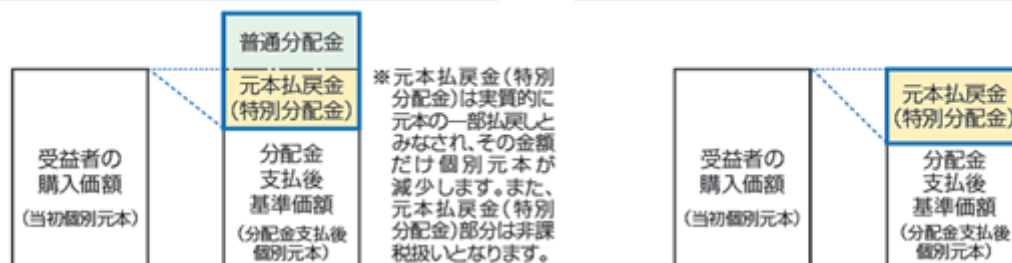 普通分配金
元本払戻金
(特別分配金)
受益者の
購入価額
(当初個別元本)
分配金
支払後
基準価額
(分配金支払後
個別元本)
※元本払戻金(特別
分配金)は実質的に
元本の一部払戻しと
みなされ、その金額
だけ個別元本が
減少します。また、
元本払戻金(特別
分配金)部分は非課
税扱いとなります。
受益者の
購入価額
(当初個別元本)
元本払戻金
(特別分配金)
分配金
支払後
基準価額
(分配金支払後
個別元本)